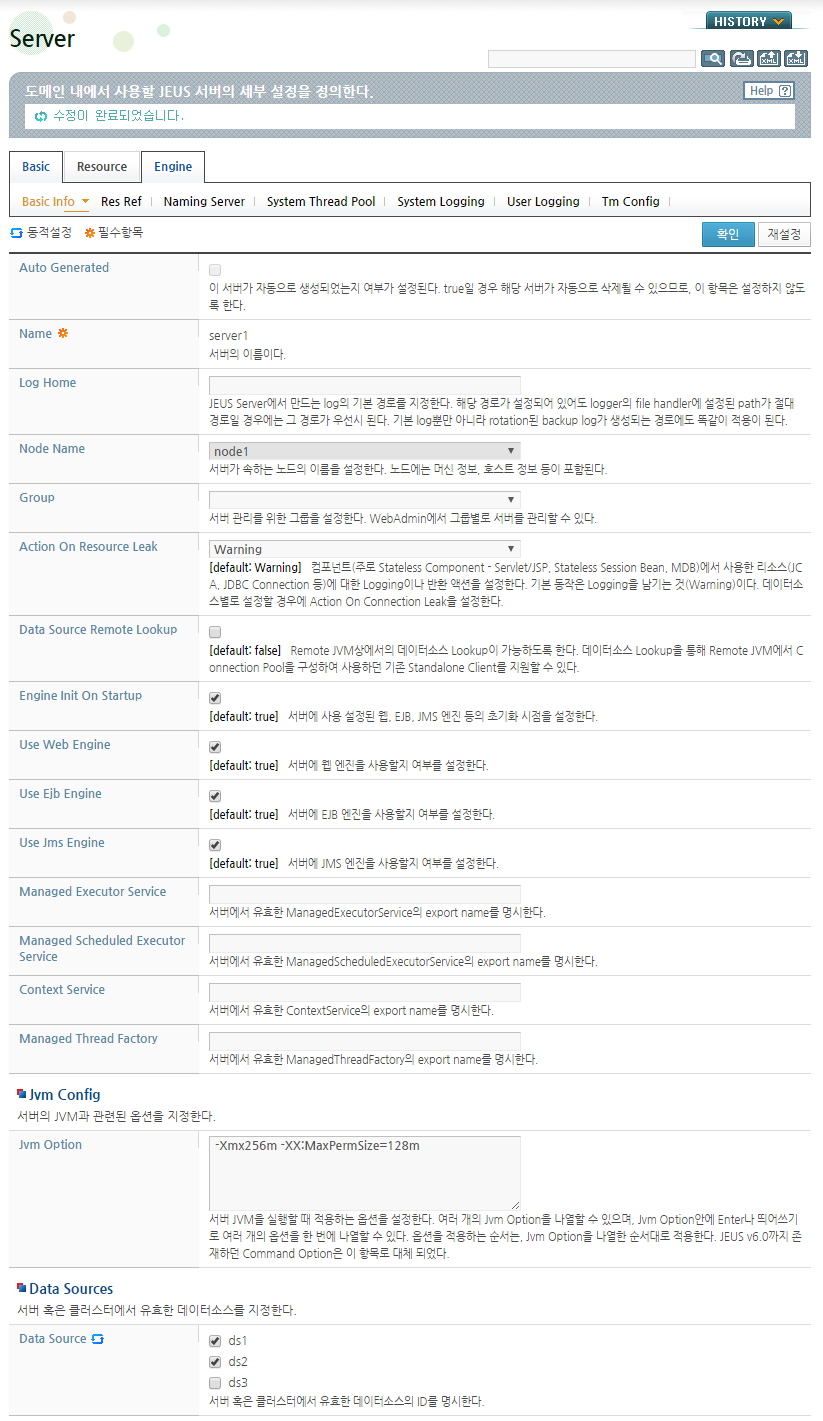 Server
HISTORY
도메인 내에서 사용할 JEUS 서버의 세부 설정을 정의한다.
Help
수정이 완료되었습니다.
Basic Resource Engine
Basic Info Res Ref Naming Server System Thread Pool System Logging User Logging Tm Config
동적설정 필수항목
확인 재설정
Auto Generated
이 서버가 자동으로 생성되었는지 여부가 설정된다. true일 경우 해당 서버가 자동으로 삭제될 수 있으므로, 이 항목은 설정하지 않도
록 한다.
Name
server1
서버의 이름이다.
Log Home
JEUS Server에서 만드는 log의 기본 경로를 지정한다. 해당 경로가 설정되어 있어도 logger의 file handler에 설정된 path가 절대
경로일 경우에는 그 경로가 우선시 된다. 기본 log뿐만 아니라 rotation된 backup log가 생성되는 경로에도 똑같이 적용이 된다.
Node Name
node1
서버가 속하는 노드의 이름을 설정한다. 노드에는 머신 정보, 호스트 정보 등이 포함된다.
Group
서버 관리를 위한 그룹을 설정한다. WebAdmin에서 그룹별로 서버를 관리할 수 있다.
Action On Resource Leak
Warning
[default: Warning] 컴포넌트(주로 Stateless Component - Servlet/JSP, Stateless Session Bean, MDB)에서 사용한 리소스(JC
A, JDBC Connection 등)에 대한 Logging이나 반환 액션을 설정한다. 기본 동작은 Logging을 남기는 것(Warning)이다. 데이터소
스별로 설정할 경우에 Action On Connection Leak을 설정한다.
Data Source Remote Lookup
[default: false] Remote JVM상에서의 데이터소스 Lookup이 가능하도록 한다. 데이터소스 Lookup을 통해 Remote JVM에서 C
onnection Pool을 구성하여 사용하던 기존 Standalone Client를 지원할 수 있다.
Engine Init On Startup
[default: true] 서버에 사용 설정된 웹, EJB, JMS 엔진 등의 초기화 시점을 설정한다.
Use Web Engine
[default: true] 서버에 웹 엔진을 사용할지 여부를 설정한다.
Use Ejb Engine
[default: true] 서버에 EJB 엔진을 사용할지 여부를 설정한다.
Use Jms Engine
[default: true] 서버에 JMS 엔진을 사용할지 여부를 설정한다.
Managed Executor Service
서버에서 유효한 ManagedExecutorService의 export name를 명시한다.
Managed Scheduled Executor
Service
서버에서 유효한 ManagedScheduledExecutorService의 export name를 명시한다.
Context Service
서버에서 유효한 ContextService의 export name를 명시한다.
Managed Thread Factory
서버에서 유효한 ManagedThreadFactory의 export name를 명시한다.
Jvm Config
서버의 JVM과 관련된 옵션을 지정한다.
Jvm Option
-Xmx256m -XX:MaxPermSize=128m
서버 JVM을 실행할 때 적용하는 옵션을 설정한다. 여러 개의 Jvm Option을 나열할 수 있으며, Jvm Option안에 Enter나 띄어쓰기
로 여러 개의 옵션을 한 번에 나열할 수 있다. 옵션을 적용하는 순서는, Jvm Option을 나열한 순서대로 적용한다. JEUS v6.0까지 존
재하던 Command Option은 이 항목로 대체 되었다.
Data Sources
서버 혹은 클러스터에서 유효한 데이터소스를 지정한다.
Data Source
ds1
ds2
ds3
서버 혹은 클러스터에서 유효한 데이터소스의 ID를 명시한다.